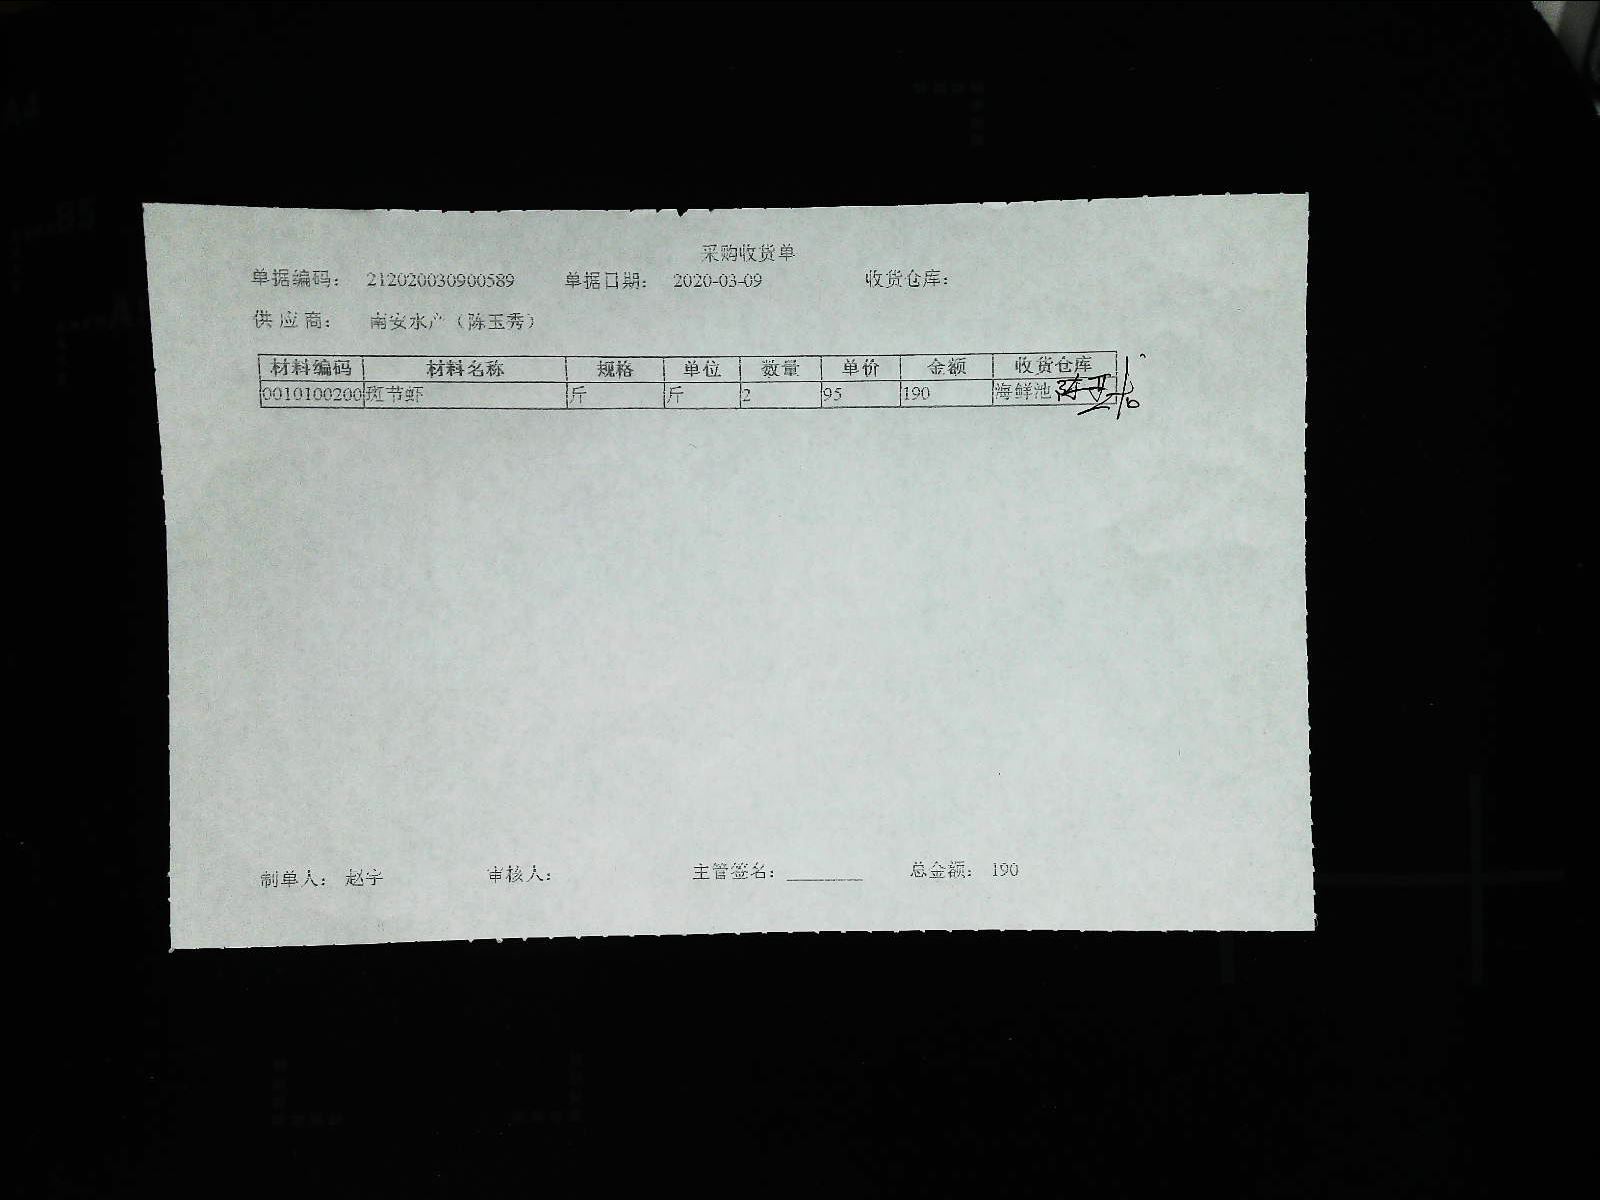 采购收货单
单据编码： 212020030900589 单据日期： 2020-03-09 收货仓库：
供 应 商： 南安水产（陈玉秀）
材料编码 材料名称 规格 单位 数量 单价 金额 收货仓库
0010100200 斑节虾 斤 斤 2 95 190 海鲜池
制单人： 赵宇 审核人： 主管签名： ________ 总金额： 190